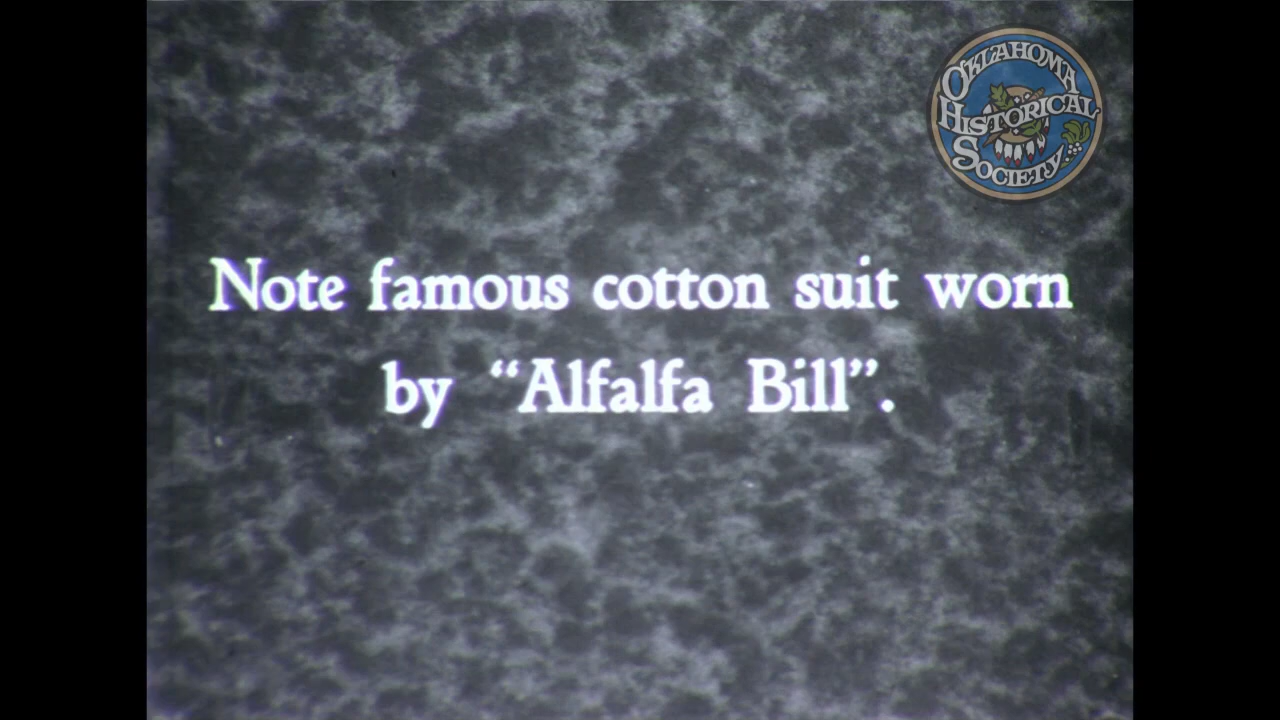 OKLAHOMA
HISTORICAL
SOCIETY
Note famous cotton suit worn
by “Alfalfa Bill”.